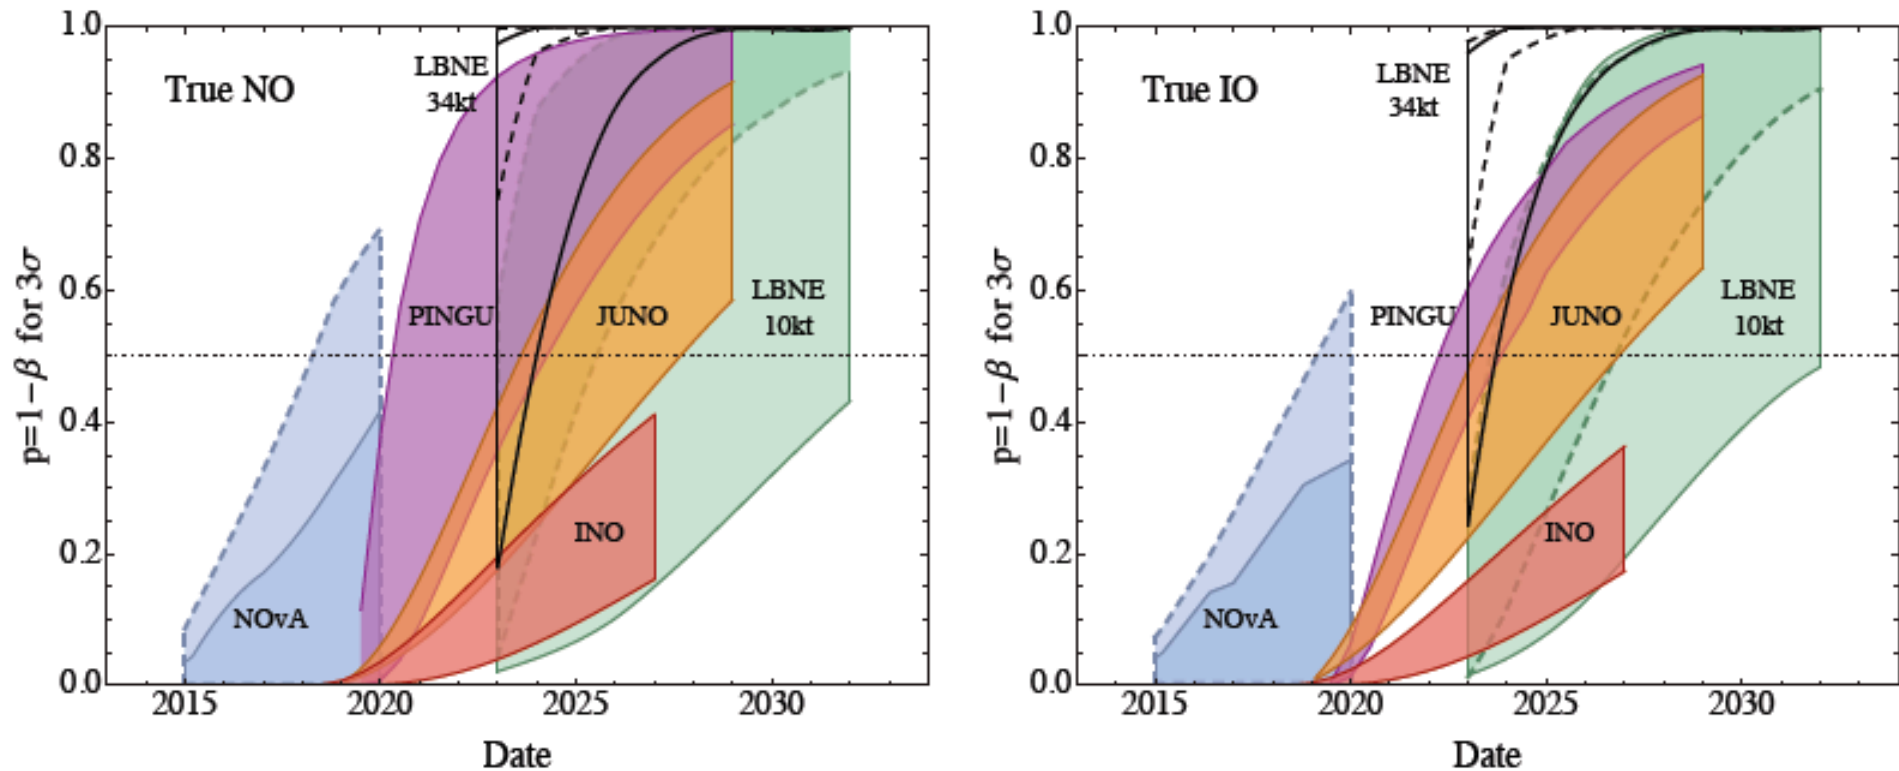 True NO
LBNE
34kt
PINGU
JUNO
LBNE
10kt
INO
NOvA
p=1−β for 3σ
1.0
0.8
0.6
0.4
0.2
0.0
2015 2020 2025 2030
Date
True IO
LBNE
34kt
PINGU
JUNO
LBNE
10kt
INO
NOvA
p=1−β for 3σ
1.0
0.8
0.6
0.4
0.2
0.0
2015 2020 2025 2030
Date